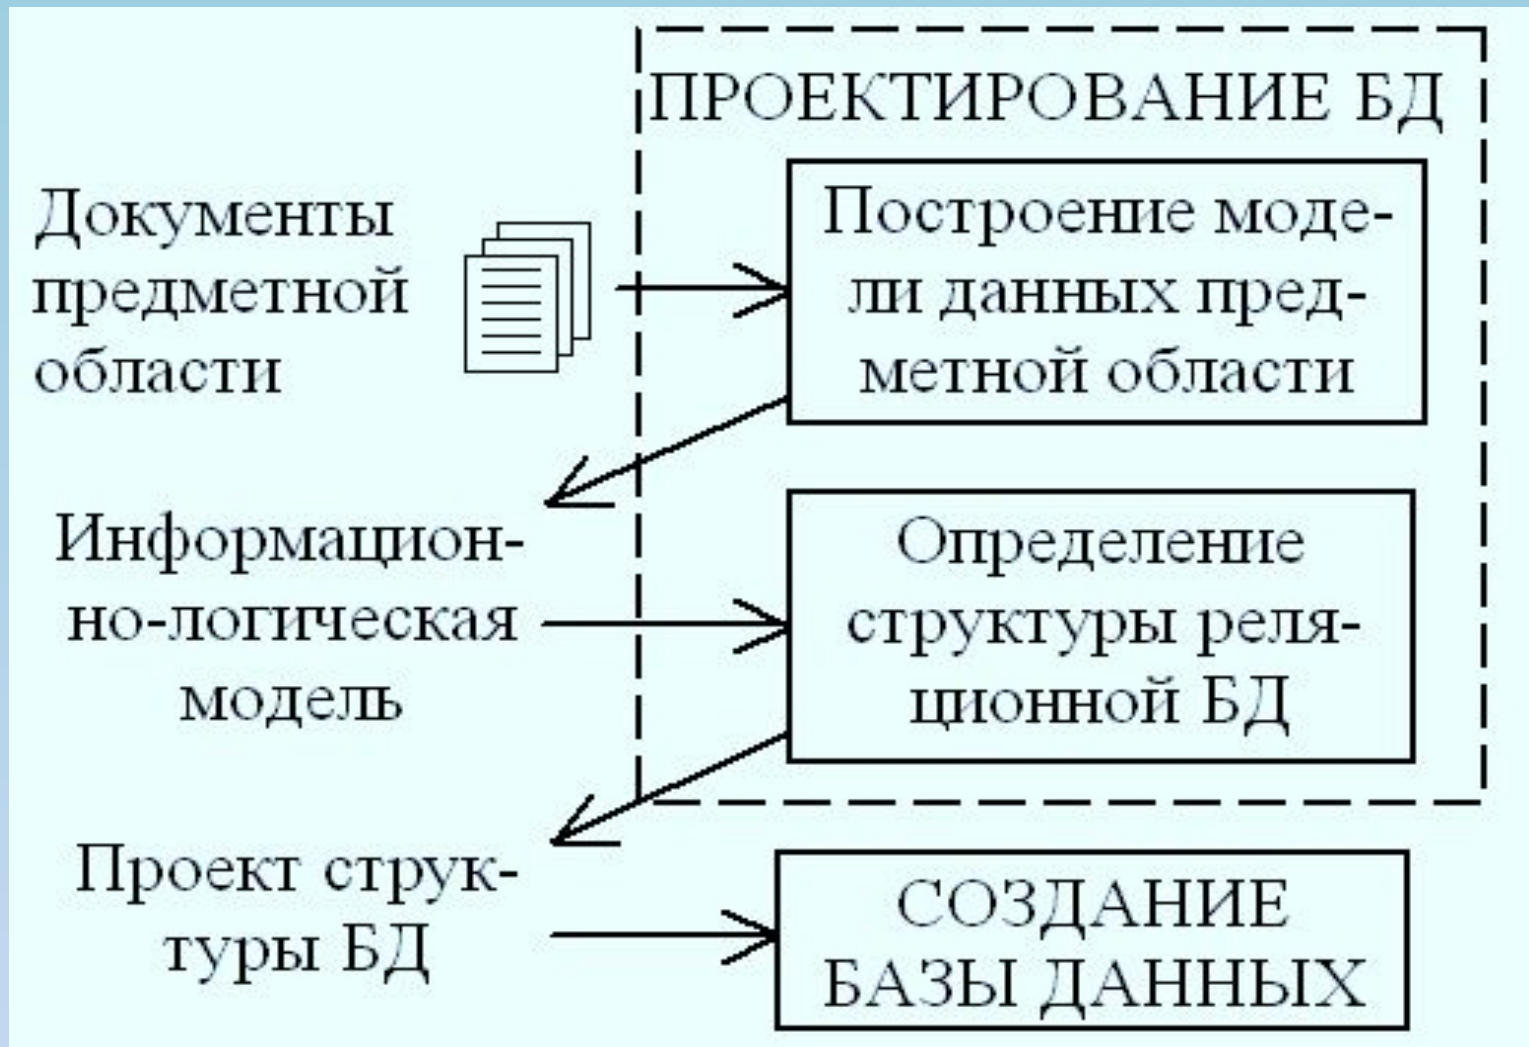 ПРОЕКТИРОВАНИЕ БД
Документы
предметной
области
Построение моде-
ли данных пред-
метной области
Информацион-
но-логическая
модель
Определение
структуры реля-
ционной БД
Проект струк-
туры БД
СОЗДАНИЕ
БАЗЫ ДАННЫХ